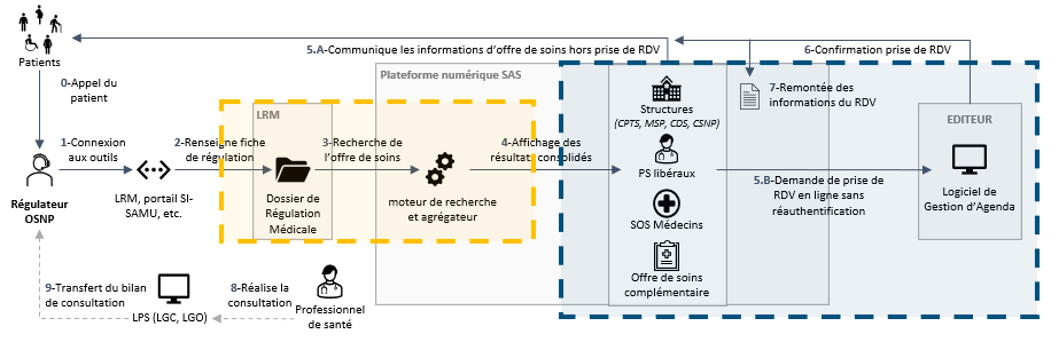 Patients
0-Appel du
patient
1-Connexion
aux outils
Régulateur
OSNP
LRM, portail SI-
SAMU, etc.
2-Renseigne fiche
de régulation
LRM
Dossier de
Régulation
Médicale
3-Recherche de
l'offre de soins
Plateforme numérique SAS
moteur de recherche
et agrégateur
4-Affichage des
résultats consolidés
5.A-Communique les informations d'offre de soins hors prise de RDV
Structures
(CPTS, MSP, CDS, CSNP)
PS libéraux
SOS Médecins
Offre de soins
complémentaire
5.B-Demande de prise de
RDV en ligne sans
réauthentification
6-Confirmation prise de RDV
7-Remontée des
informations du RDV
EDITEUR
Logiciel de
Gestion d'Agenda
8-Réalise la
consultation
Professionnel
de santé
9-Transfert du bilan
de consultation
LPS (LGC, LGO)